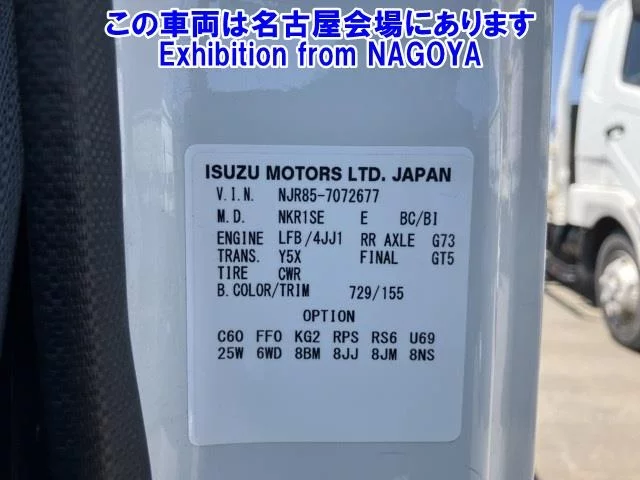 この車両は名古屋会場にあります
Exhibition from NAGOYA
ISUZU MOTORS LTD. JAPAN
V.I.N. NJR85-7072677
M.D. NKR1SE E BC/BI
ENGINE LFB/4JJ1 RR AXLE G73
TRANS. Y5X FINAL GT5
TIRE CWR
B.COLOR/TRIM 729/155
OPTION
C60 FF0 KG2 RPS RS6 U69
25W 6WD 8BM 8JJ 8JM 8NS